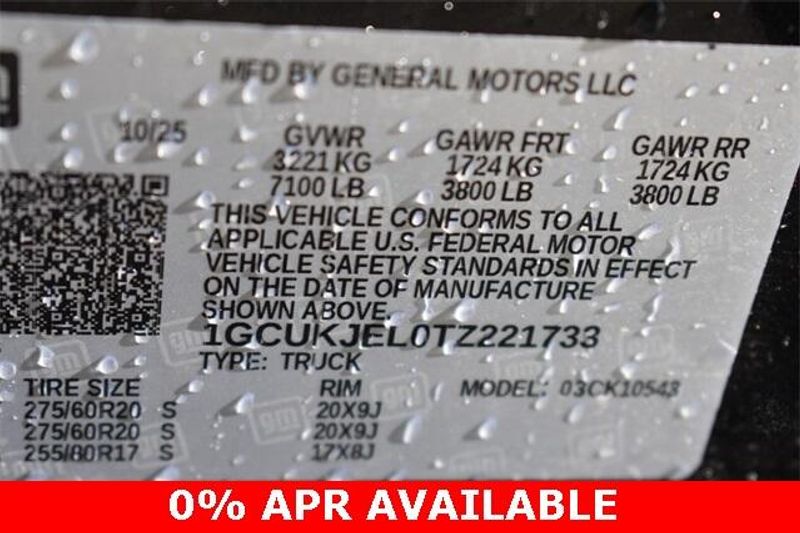 MFD BY GENERAL MOTORS LLC
10/25 GVWR GAWR FRT GAWR RR
3221 KG 1724 KG 1724 KG
7100 LB 3800 LB 3800 LB
THIS VEHICLE CONFORMS TO ALL
APPLICABLE U.S. FEDERAL MOTOR
VEHICLE SAFETY STANDARDS IN EFFECT
ON THE DATE OF MANUFACTURE
SHOWN ABOVE.
1GCUKJEL0TZ221733
TYPE: TRUCK
TIRE SIZE RIM MODEL: 03CK10543
275/60R20 S 20X9J
275/60R20 S 20X9J
255/80R17 S 17X8J
0% APR AVAILABLE